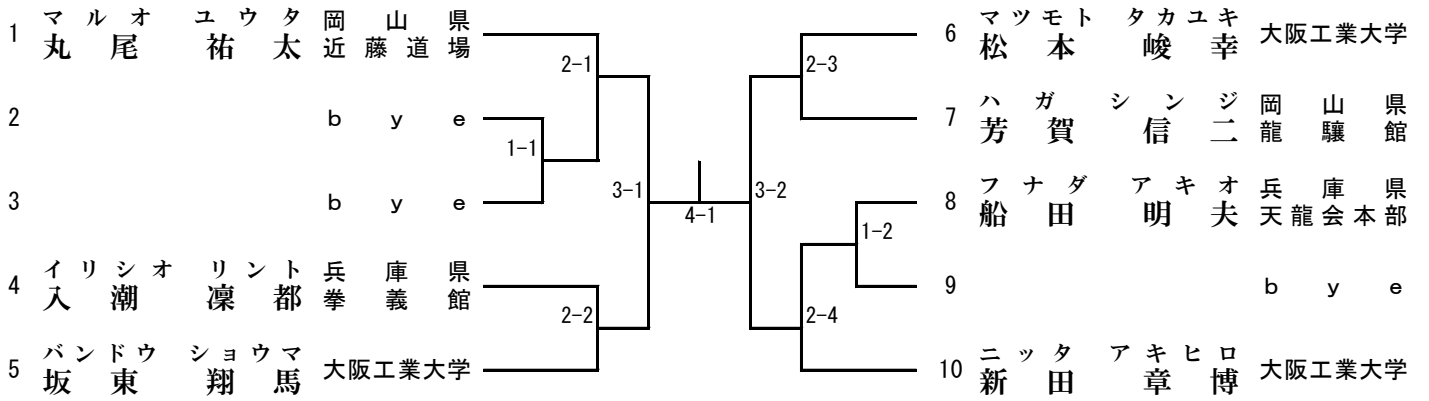 1
マルオ ユウタ
丸尾 祐太
岡山県
近藤道場
2
bye
3
bye
4
イリシオ リント
入潮 凜都
兵庫県
拳義館
5
バンドウ ショウマ
坂東 翔馬
大阪工業大学
2-1
1-1
2-2
3-1
4-1
3-2
2-3
1-2
2-4
6
マツモト タカユキ
松本 峻幸
大阪工業大学
7
ハガ シンジ
芳賀 信二
岡山県
龍驤館
8
フナダ アキオ
船田 明夫
兵庫県
天龍会本部
9
bye
10
ニッタ アキヒロ
新田 章博
大阪工業大学